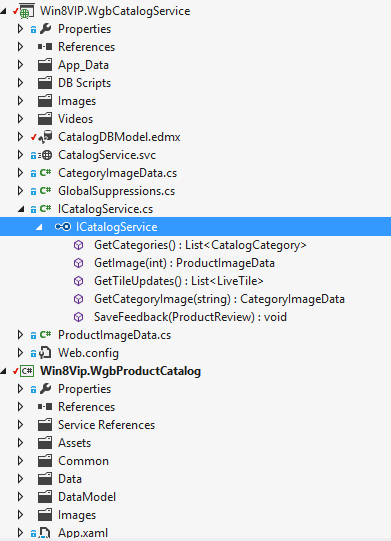 Win8VIP.WgbCatalogService
Properties
References
App_Data
DB Scripts
Images
Videos
CatalogDBModel.edmx
CatalogService.svc
CategoryImageData.cs
GlobalSuppressions.cs
ICatalogService.cs
ICatalogService
GetCategories() : List<CatalogCategory>
GetImage(int) : ProductImageData
GetTileUpdates() : List<LiveTile>
GetCategoryImage(string) : CategoryImageData
SaveFeedback(ProductReview) : void
ProductImageData.cs
Web.config
Win8Vip.WgbProductCatalog
Properties
References
Service References
Assets
Common
Data
DataModel
Images
App.xaml